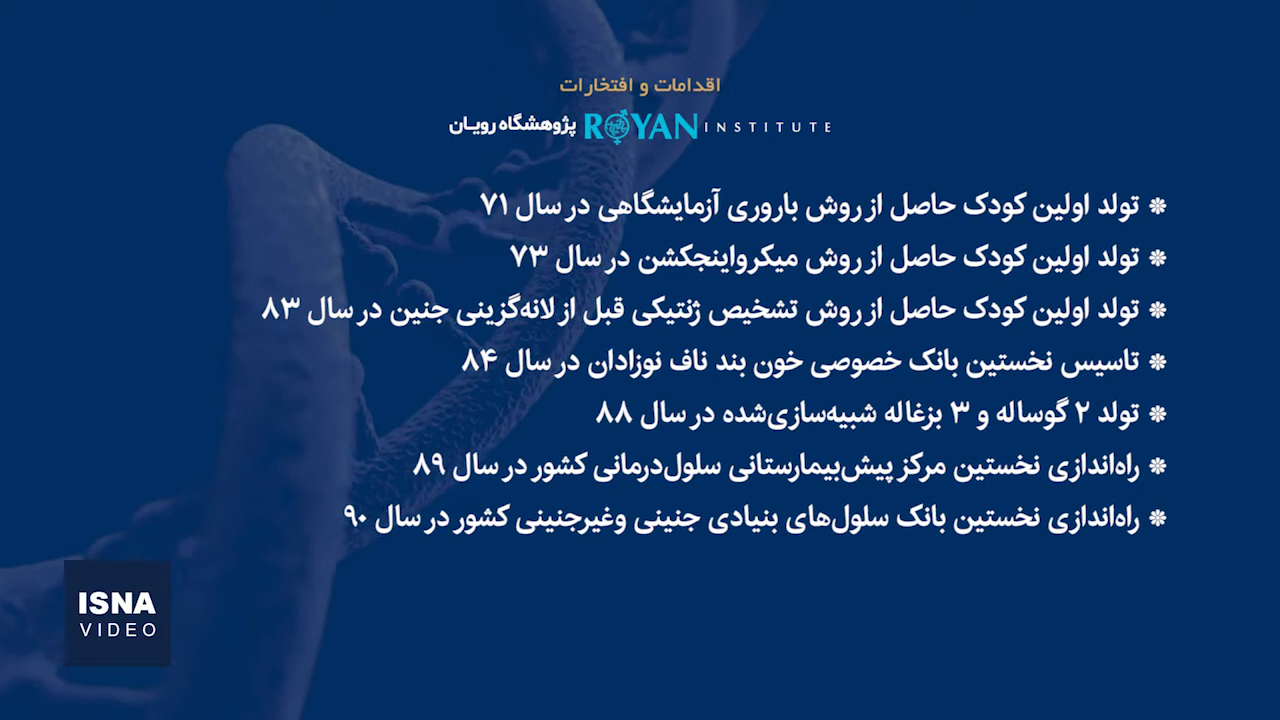 اقدامات و افتخارات
پژوهشگاه رویـان ROYAN INSTITUTE
❇ تولد اولین کودک حاصل از روش باروری آزمایشگاهی در سال ۷۱
❇ تولد اولین کودک حاصل از روش میکرواینجکشن در سال ۷۳
❇ تولد اولین کودک حاصل از روش تشخیص ژنتیکی قبل از لانه‌گزینی جنین در سال ۸۳
❇ تاسیس نخستین بانک خصوصی خون بند ناف نوزادان در سال ۸۴
❇ تولد ۲ گوساله و ۳ بزغاله شبیه‌سازی‌شده در سال ۸۸
❇ راه‌اندازی نخستین مرکز پیش‌بیمارستانی سلول‌درمانی کشور در سال ۸۹
❇ راه‌اندازی نخستین بانک سلول‌های بنیادی جنینی وغیرجنینی کشور در سال ۹۰
ISNA
VIDEO